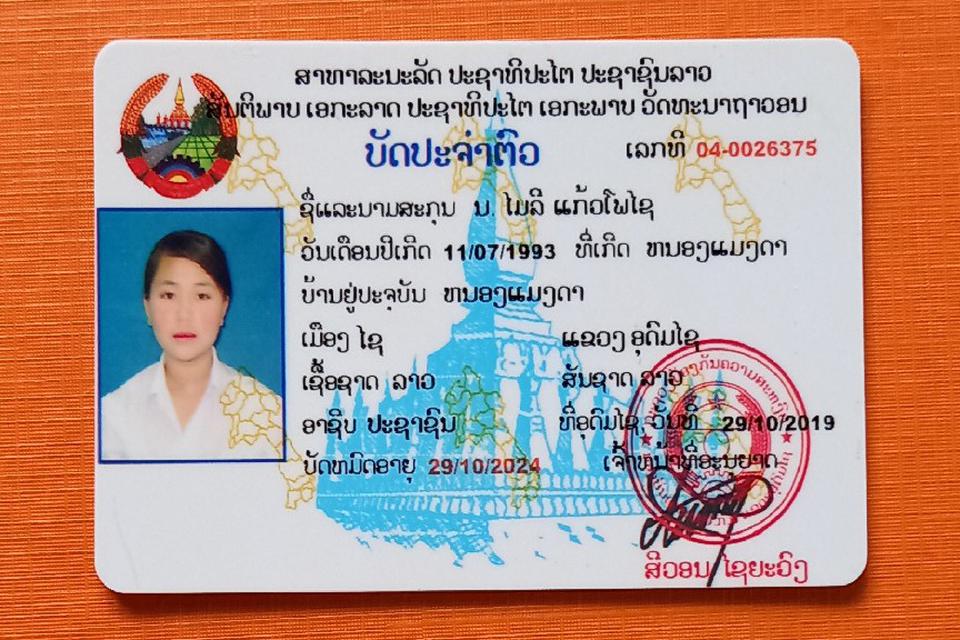 ສາທາລະນະລັດ ປະຊາທິປະໄຕ ປະຊາຊົນລາວ
ສັນຕິພາບ ເອກະລາດ ປະຊາທິປະໄຕ ເອກະພາບ ວັດທະນາຖາວອນ
ບັດປະຈຳຕົວ
ເລກທີ 04-0026375
ຊື່ແລະນາມສະກຸນ ນ. ໄມລີ ແກ້ວໂຟໄຊ
ວັນເດືອນປີເກີດ 11/07/1993 ທີ່ເກີດ ຫນອງແມງດາ
ບ້ານຢູ່ປະຈຸບັນ ຫນອງແມງດາ
ເມືອງ ໄຊ ແຂວງ ອຸດົມໄຊ
ເຊື້ອຊາດ ລາວ ສັນຊາດ ລາວ
ອາຊີບ ປະຊາຊົນ ທີ່ອຸດົມໄຊ, ວັນທີ 29/10/2019
ບັດຫມົດອາຍຸ 29/10/2024 ເຈົ້າຫນ້າທີ່ອະນຸຍາດ
ສີວອນ ໄຊຍະວົງ